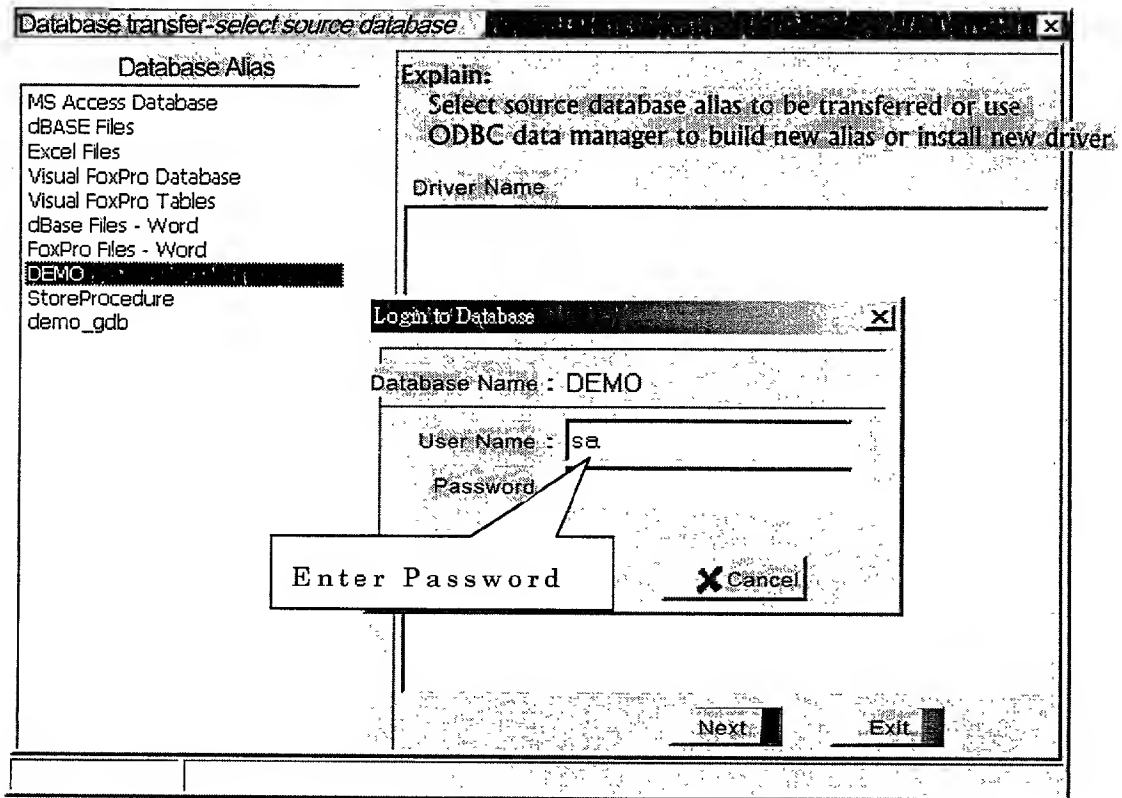 Database transfer-select source database
Database Alias
MS Access Database
dBASE Files
Excel Files
Visual FoxPro Database
Visual FoxPro Tables
dBase Files - Word
FoxPro Files - Word
DEMO
StoreProcedure
demo_gdb
Explain:
Select source database alias to be transferred or use
ODBC data manager to build new alias or install new driver
Driver Name
Login to Database
Database Name : DEMO
User Name : sa
Password
Enter Password
Cancel
Next
Exit